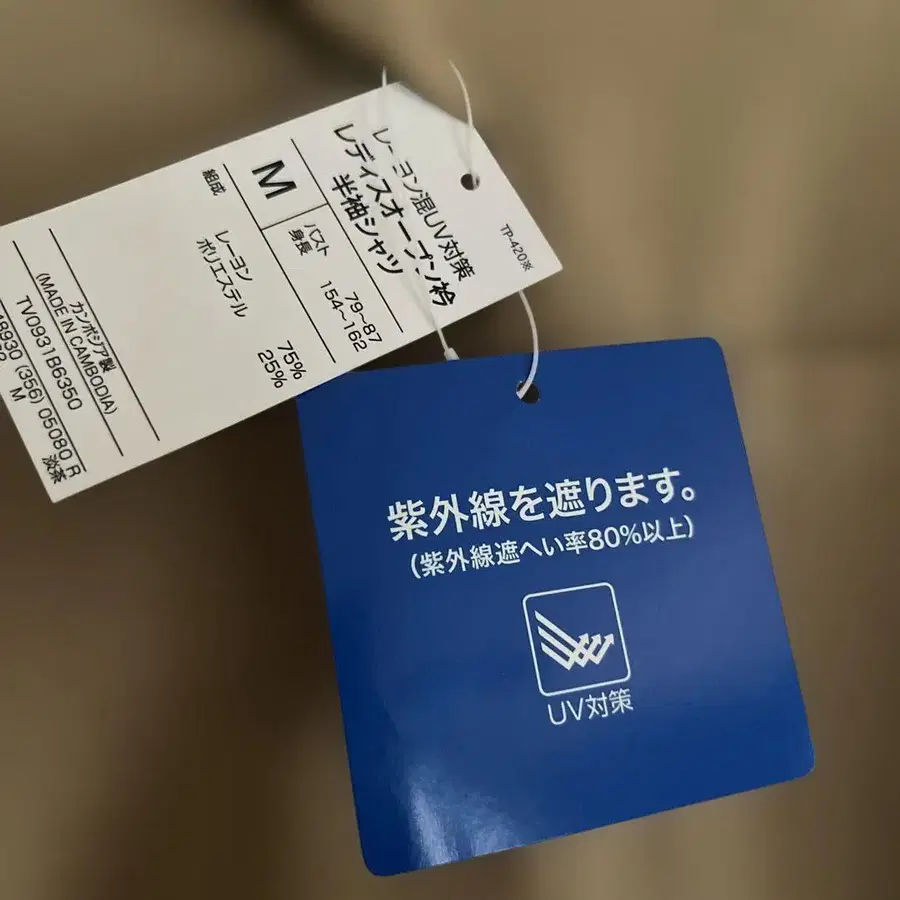 TP-420※
レーヨン混UV対策
レディスオープン衿
半袖シャツ
M
バスト 79~87
身長 154~162
組成
レーヨン 75%
ポリエステル 25%
カンボジア製
(MADE IN CAMBODIA)
TV0931B6350
(356) 05080 R
M 淡茶
紫外線を遮ります。
(紫外線遮へい率80%以上)
UV対策